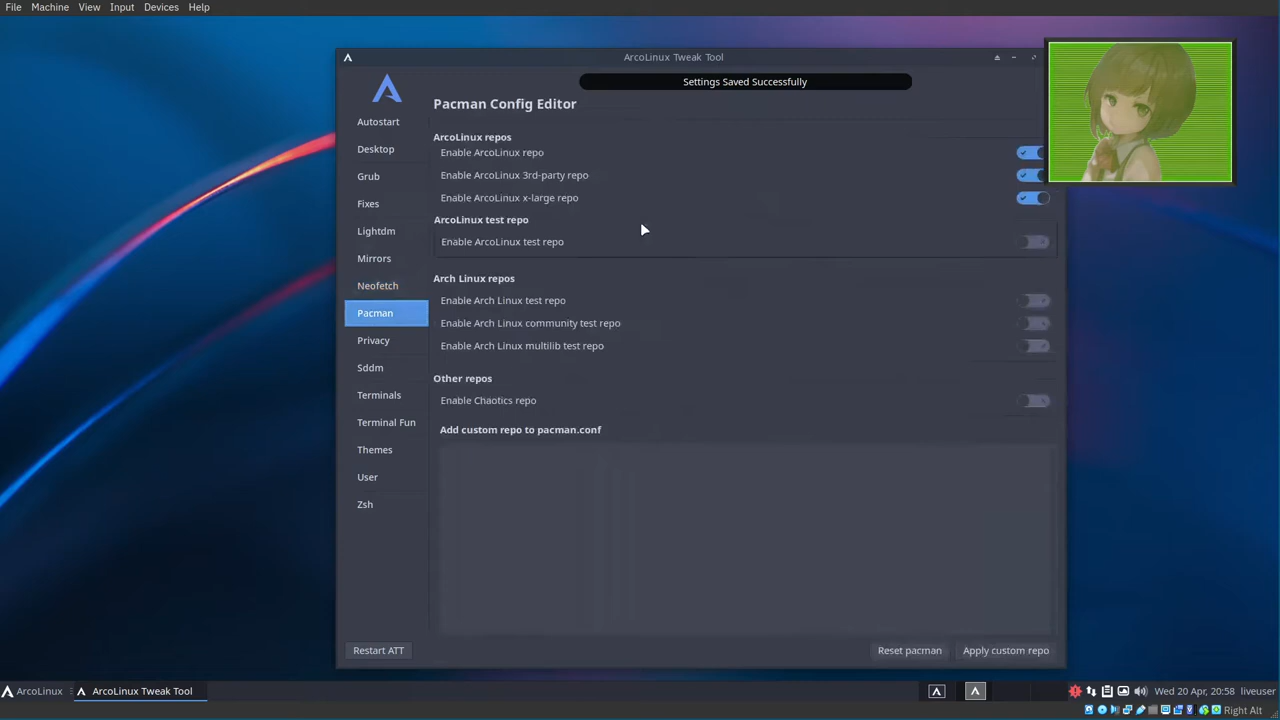 File Machine View Input Devices Help
ArcoLinux Tweak Tool
Settings Saved Successfully
Pacman Config Editor
Autostart
Desktop
Grub
Fixes
Lightdm
Mirrors
Neofetch
Pacman
Privacy
Sddm
Terminals
Terminal Fun
Themes
User
Zsh
ArcoLinux repos
Enable ArcoLinux repo
Enable ArcoLinux 3rd-party repo
Enable ArcoLinux x-large repo
ArcoLinux test repo
Enable ArcoLinux test repo
Arch Linux repos
Enable Arch Linux test repo
Enable Arch Linux community test repo
Enable Arch Linux multilib test repo
Other repos
Enable Chaotics repo
Add custom repo to pacman.conf
Restart ATT
Reset pacman
Apply custom repo
ArcoLinux
ArcoLinux Tweak Tool
Wed 20 Apr, 20:58 liveuser
Right Alt